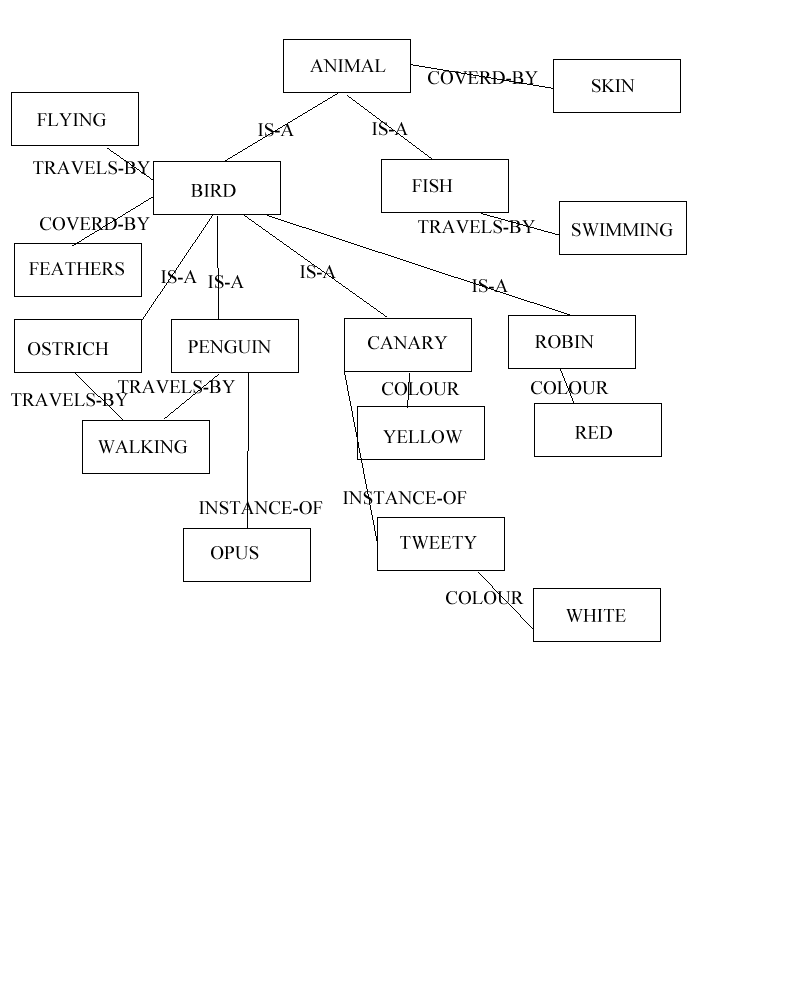 ANIMAL
COVERD-BY
SKIN
FLYING
IS-A
IS-A
TRAVELS-BY
BIRD
FISH
COVERD-BY
TRAVELS-BY
SWIMMING
FEATHERS
IS-A
IS-A
IS-A
IS-A
OSTRICH
PENGUIN
CANARY
ROBIN
TRAVELS-BY
TRAVELS-BY
COLOUR
COLOUR
WALKING
YELLOW
RED
INSTANCE-OF
INSTANCE-OF
OPUS
TWEETY
COLOUR
WHITE